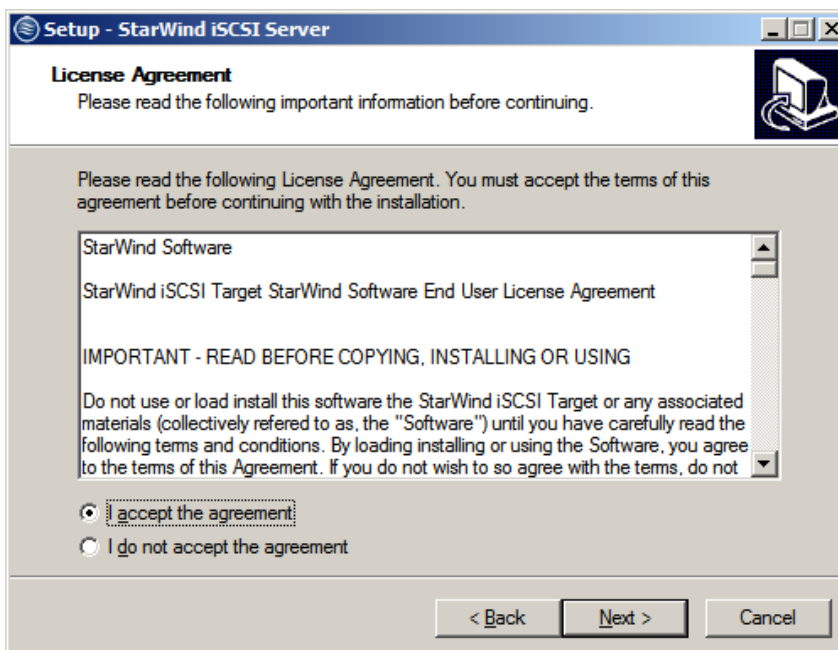 Setup - StarWind iSCSI Server
License Agreement
Please read the following important information before continuing.
Please read the following License Agreement. You must accept the terms of this
agreement before continuing with the installation.
StarWind Software
StarWind iSCSI Target StarWind Software End User License Agreement
IMPORTANT - READ BEFORE COPYING, INSTALLING OR USING
Do not use or load install this software the StarWind iSCSI Target or any associated
materials (collectively refered to as, the "Software") until you have carefully read the
following terms and conditions. By loading installing or using the Software, you agree
to the terms of this Agreement. If you do not wish to so agree with the terms, do not
I accept the agreement
I do not accept the agreement
< Back Next > Cancel